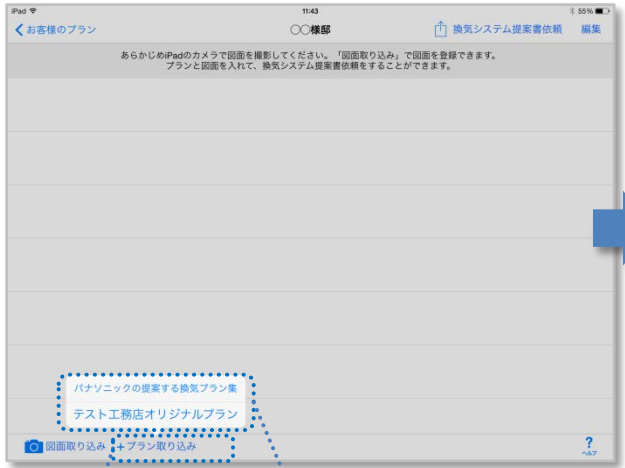 iPad 11:43 55%
お客様のプラン ○○様邸 換気システム提案書依頼 編集
あらかじめiPadのカメラで図面を撮影してください。「図面取り込み」で図面を登録できます。
プランと図面を入れて、換気システム提案書依頼をすることができます。
パナソニックの提案する換気プラン集
テスト工務店オリジナルプラン
図面取り込み +プラン取り込み ?
ヘルプ